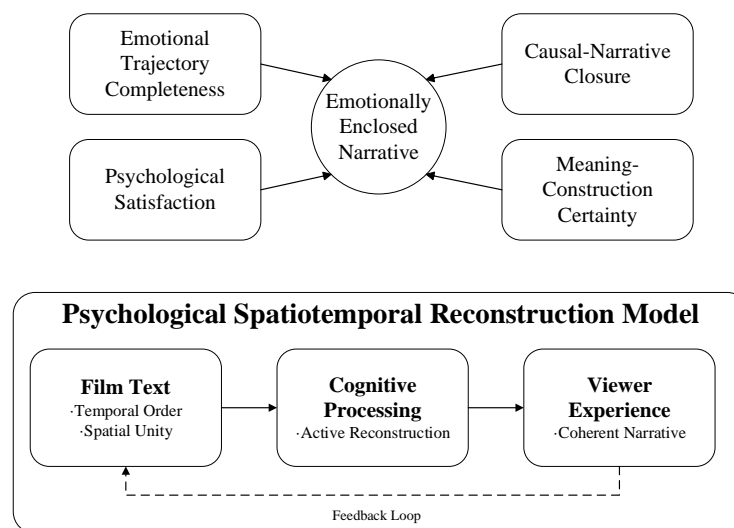 Emotional
Trajectory
Completeness
Causal-Narrative
Closure
Emotionally
Enclosed
Narrative
Psychological
Satisfaction
Meaning-
Construction
Certainty
Psychological Spatiotemporal Reconstruction Model
Film Text
·Temporal Order
·Spatial Unity
Cognitive
Processing
·Active Reconstruction
Viewer
Experience
·Coherent Narrative
Feedback Loop